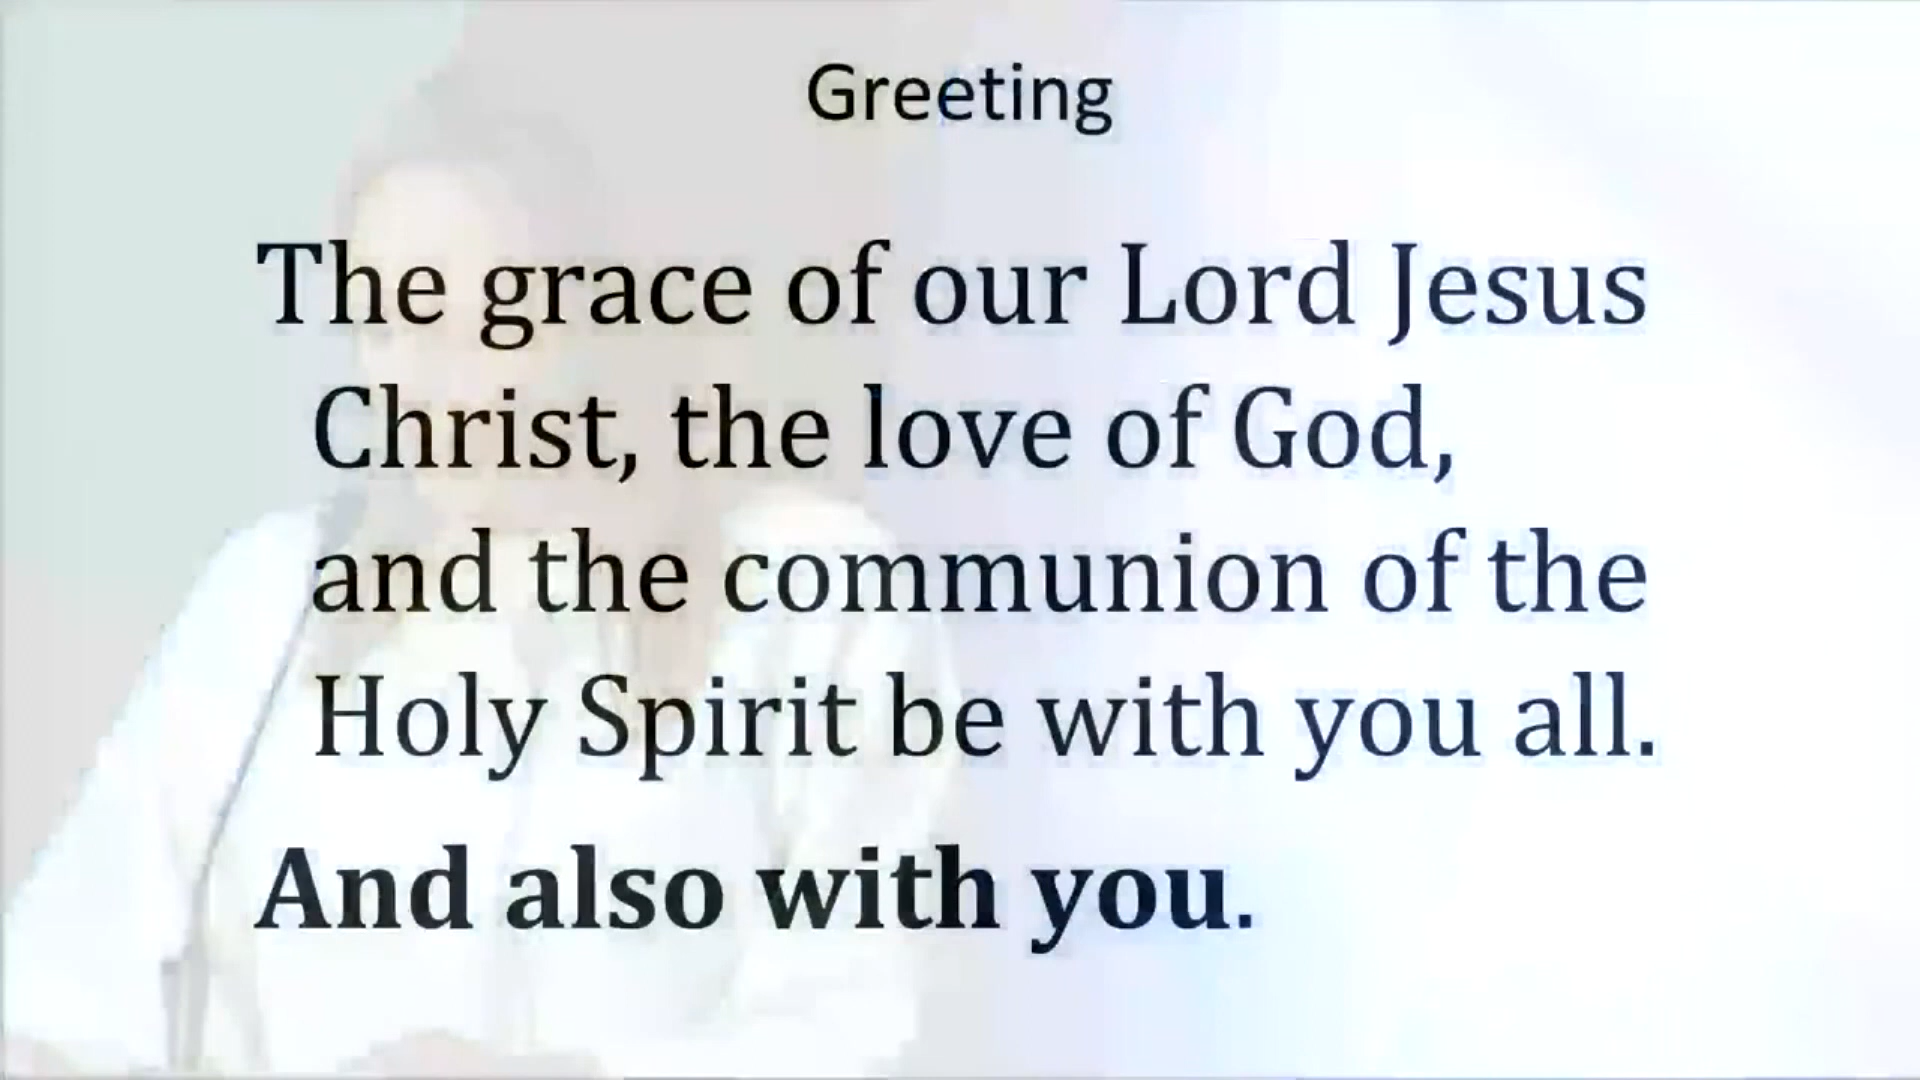 Greeting
The grace of our Lord Jesus
Christ, the love of God,
and the communion of the
Holy Spirit be with you all.
And also with you.